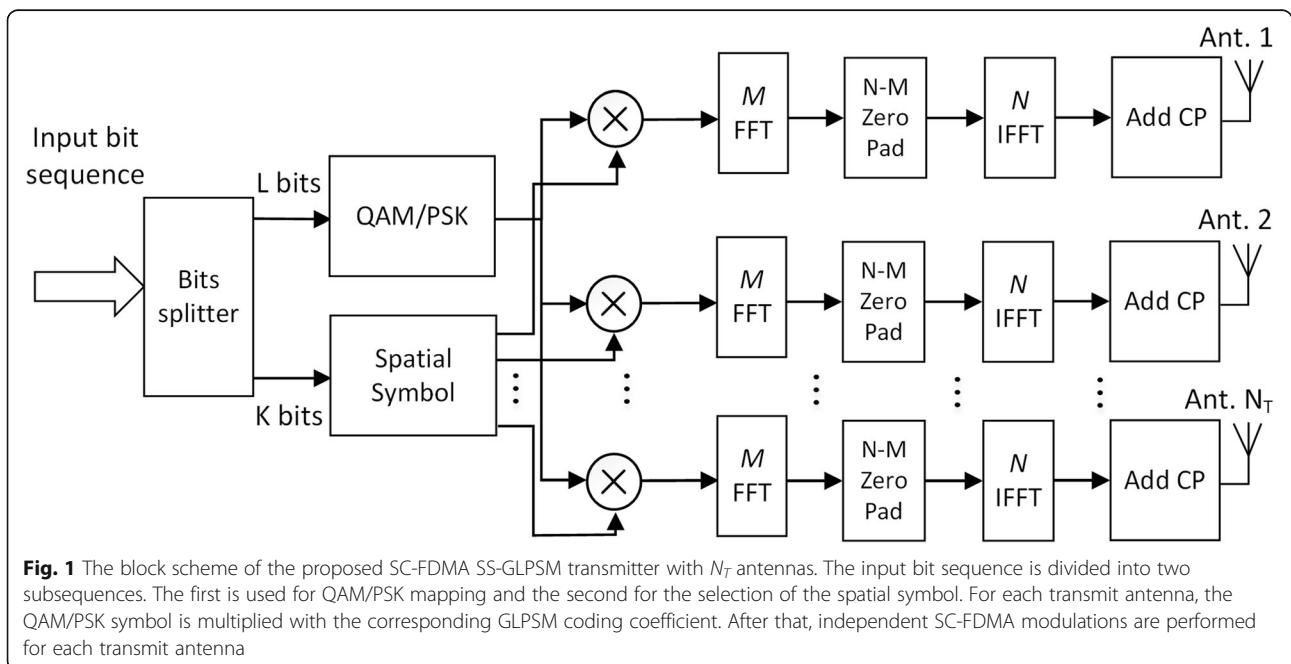 Input bit
sequence
Bits
splitter
L bits
K bits
QAM/PSK
Spatial
Symbol
M
FFT
N-M
Zero
Pad
N
IFFT
Add CP
Ant. 1
M
FFT
N-M
Zero
Pad
N
IFFT
Add CP
Ant. 2
M
FFT
N-M
Zero
Pad
N
IFFT
Add CP
Ant. N_T
Fig. 1 The block scheme of the proposed SC-FDMA SS-GLPSM transmitter with N_T antennas. The input bit sequence is divided into two
subsequences. The first is used for QAM/PSK mapping and the second for the selection of the spatial symbol. For each transmit antenna, the
QAM/PSK symbol is multiplied with the corresponding GLPSM coding coefficient. After that, independent SC-FDMA modulations are performed
for each transmit antenna